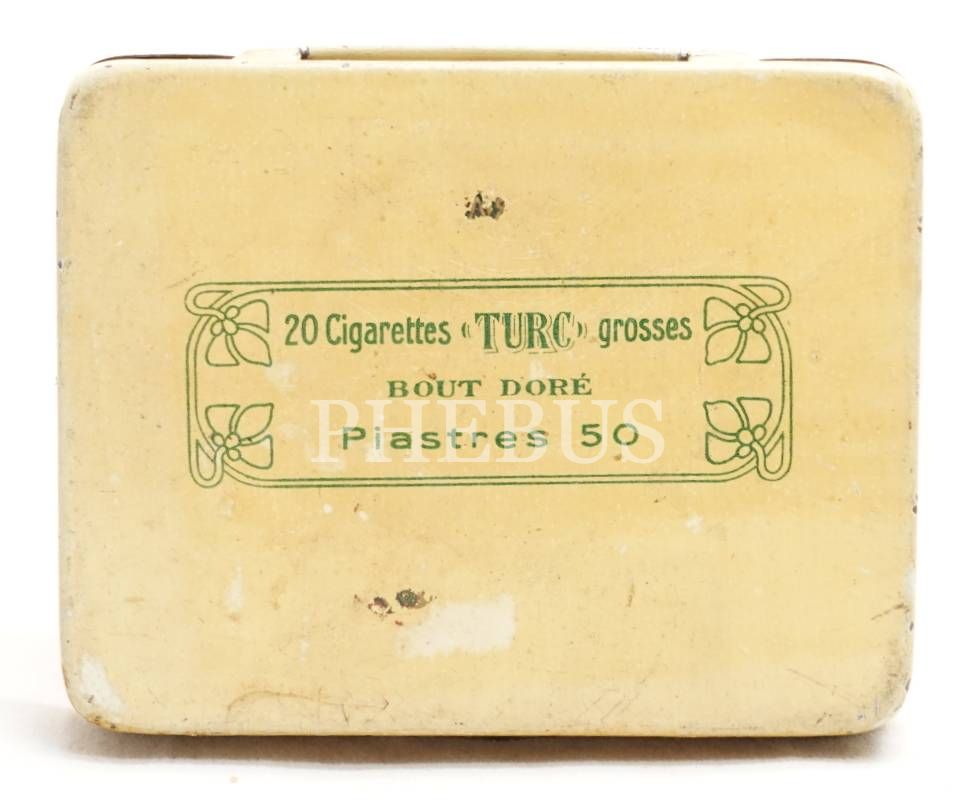 20 Cigarettes «TURC» grosses
BOUT DORÉ
PHEBUS
Piastres 50